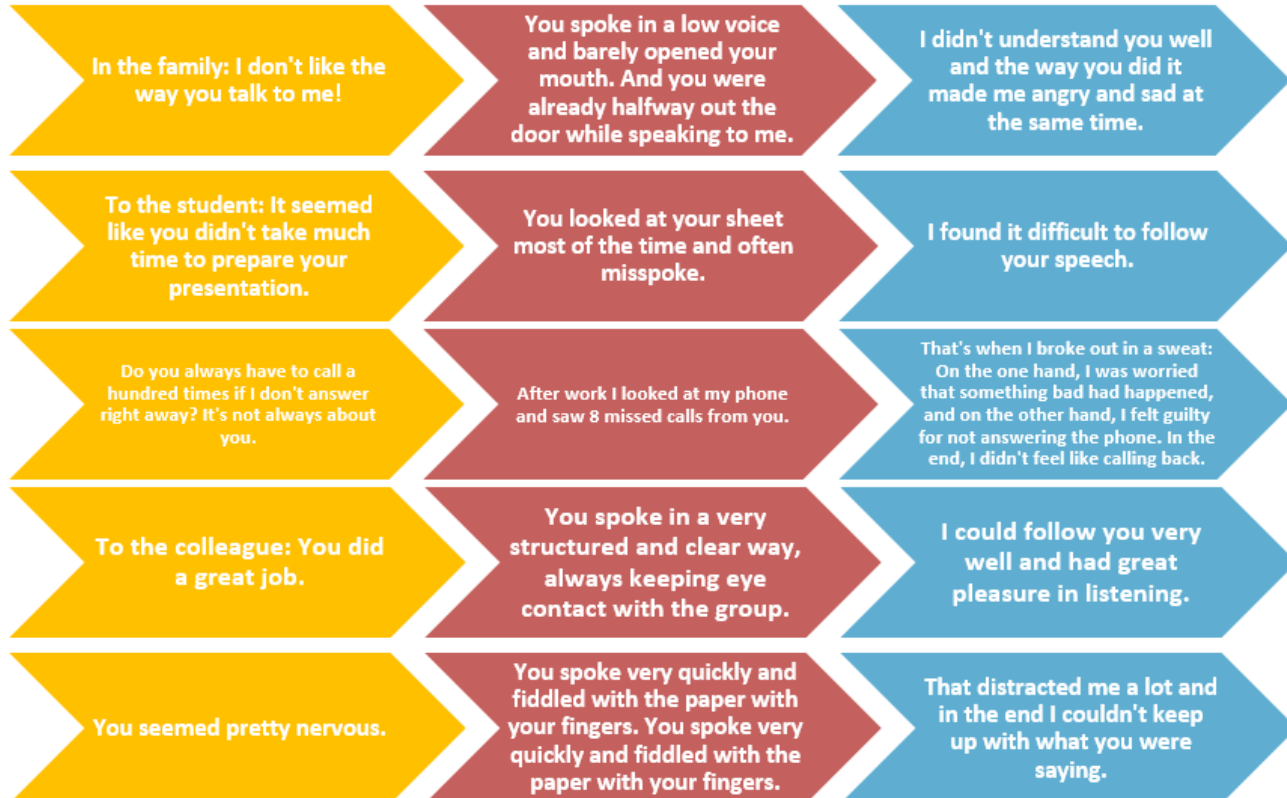 In the family: I don't like the
way you talk to me!
You spoke in a low voice
and barely opened your
mouth. And you were
already halfway out the
door while speaking to me.
I didn't understand you well
and the way you did it
made me angry and sad at
the same time.
To the student: It seemed
like you didn't take much
time to prepare your
presentation.
You looked at your sheet
most of the time and often
misspoke.
I found it difficult to follow
your speech.
Do you always have to call a
hundred times if I don't answer
right away? It's not always about
you.
After work I looked at my phone
and saw 8 missed calls from you.
That's when I broke out in a sweat:
On the one hand, I was worried
that something bad had happened,
and on the other hand, I felt guilty
for not answering the phone. In the
end, I didn't feel like calling back.
To the colleague: You did
a great job.
You spoke in a very
structured and clear way,
always keeping eye
contact with the group.
I could follow you very
well and had great
pleasure in listening.
You seemed pretty nervous.
You spoke very quickly and
fiddled with the paper with
your fingers. You spoke very
quickly and fiddled with the
paper with your fingers.
That distracted me a lot and
in the end I couldn't keep
up with what you were
saying.